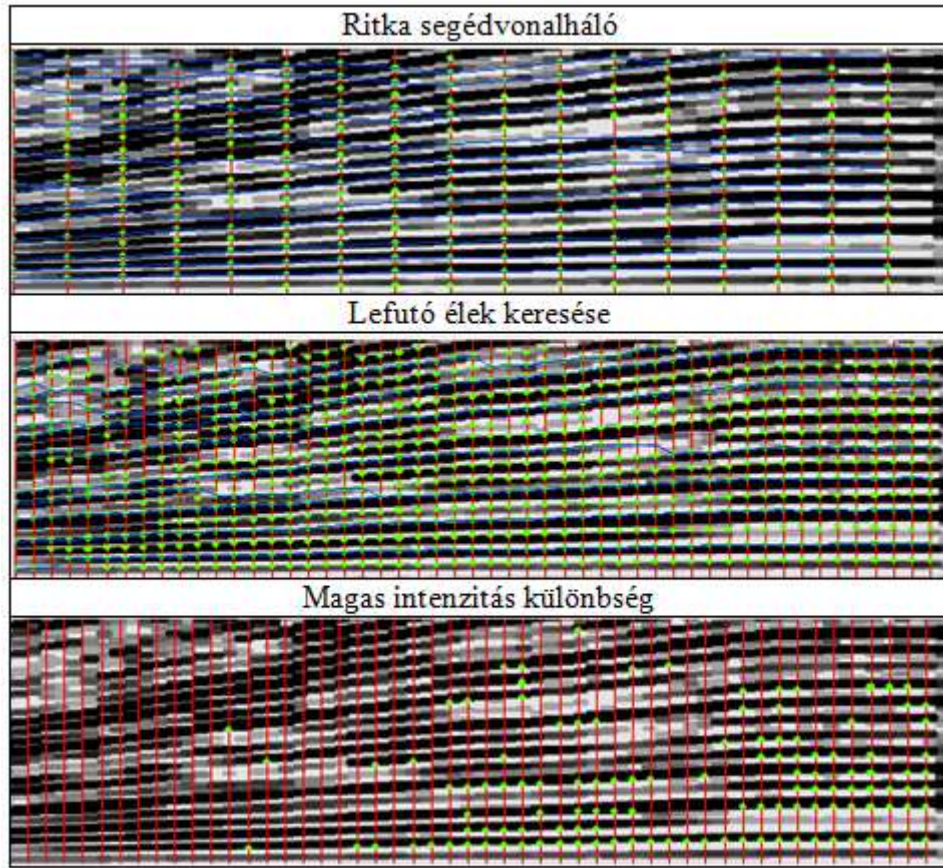 Ritka segédvonalháló
Lefutó élek keresése
Magas intenzitás különbség